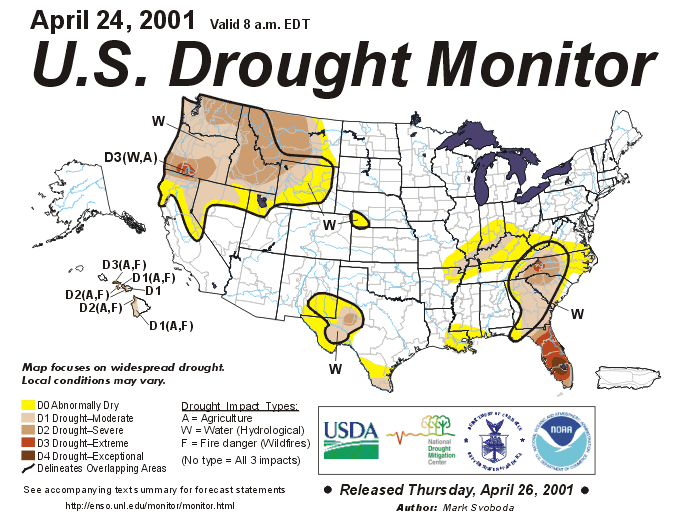 April 24, 2001 Valid 8 a.m. EDT
U.S. Drought Monitor
W
D3(W,A)
W
D3(A,F)
D1(A,F)
D1
D2(A,F)
D2(A,F)
D1(A,F)
W
W
Map focuses on widespread drought.
Local conditions may vary.
D0 Abnormally Dry
D1 Drought–Moderate
D2 Drought–Severe
D3 Drought–Extreme
D4 Drought–Exceptional
Delineates Overlapping Areas
Drought Impact Types:
A = Agriculture
W = Water (Hydrological)
F = Fire danger (Wildfires)
(No type = All 3 impacts)
USDA
National
Drought
Mitigation
Center
NOAA
See accompanying text summary for forecast statements
http://enso.unl.edu/monitor/monitor.html
● Released Thursday, April 26, 2001 ●
Author: Mark Svoboda